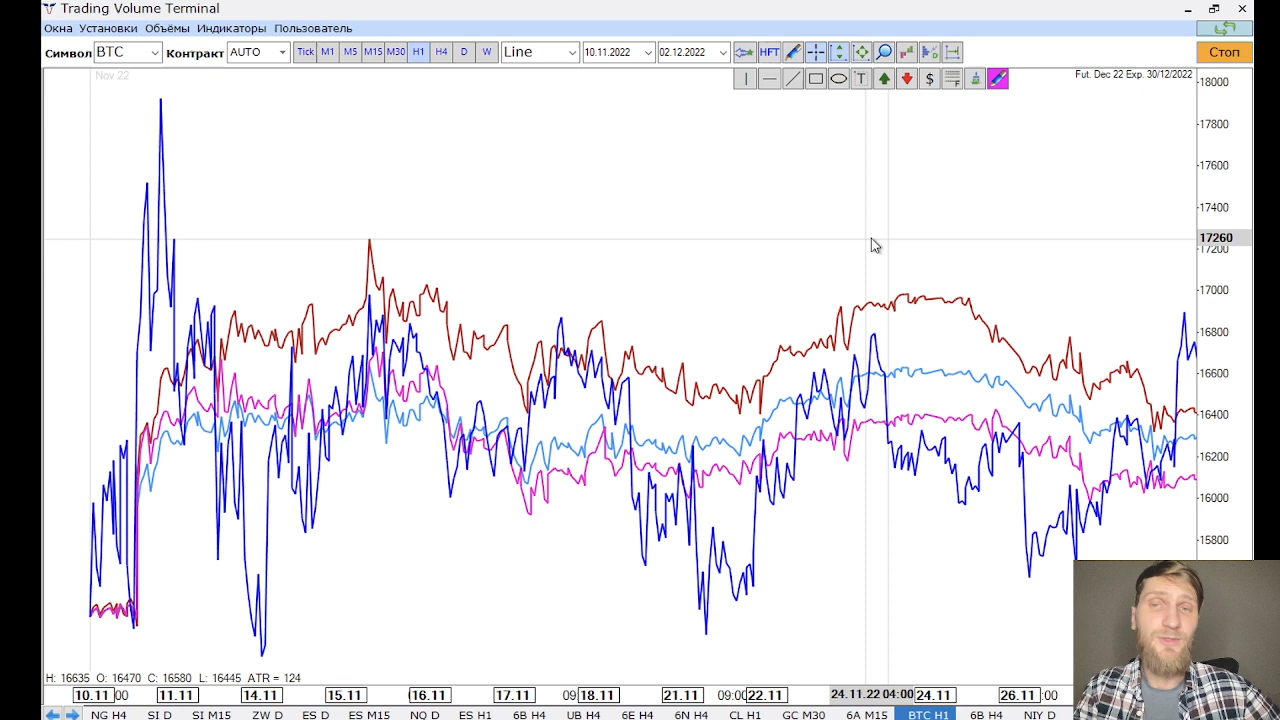 Trading Volume Terminal
Окна Установки Объёмы Индикаторы Пользователь
Символ BTC Контракт AUTO Tick M1 M5 M15 M30 H1 H4 D W Line 10.11.2022 02.12.2022 HFT Стоп
T $ F
Nov 22
Fut. Dec 22 Exp. 30/12/2022
18000
17800
17600
17400
17260
17200
17000
16800
16600
16400
16200
16000
15800
H: 16635 O: 16470 C: 16580 L: 16445 ATR = 124
10.11 :00 11.11 14.11 15.11 16.11 17.11 09 18.11 21.11 09:00 22.11 24.11.22 04:00 24.11 26.11 :00
NG H4 SI D SI M15 ZW D ES D ES M15 NQ D ES H1 6B H4 UB H4 6E H4 6N H4 CL H1 GC M30 6A M15 BTC H1 6B H4 NIY D